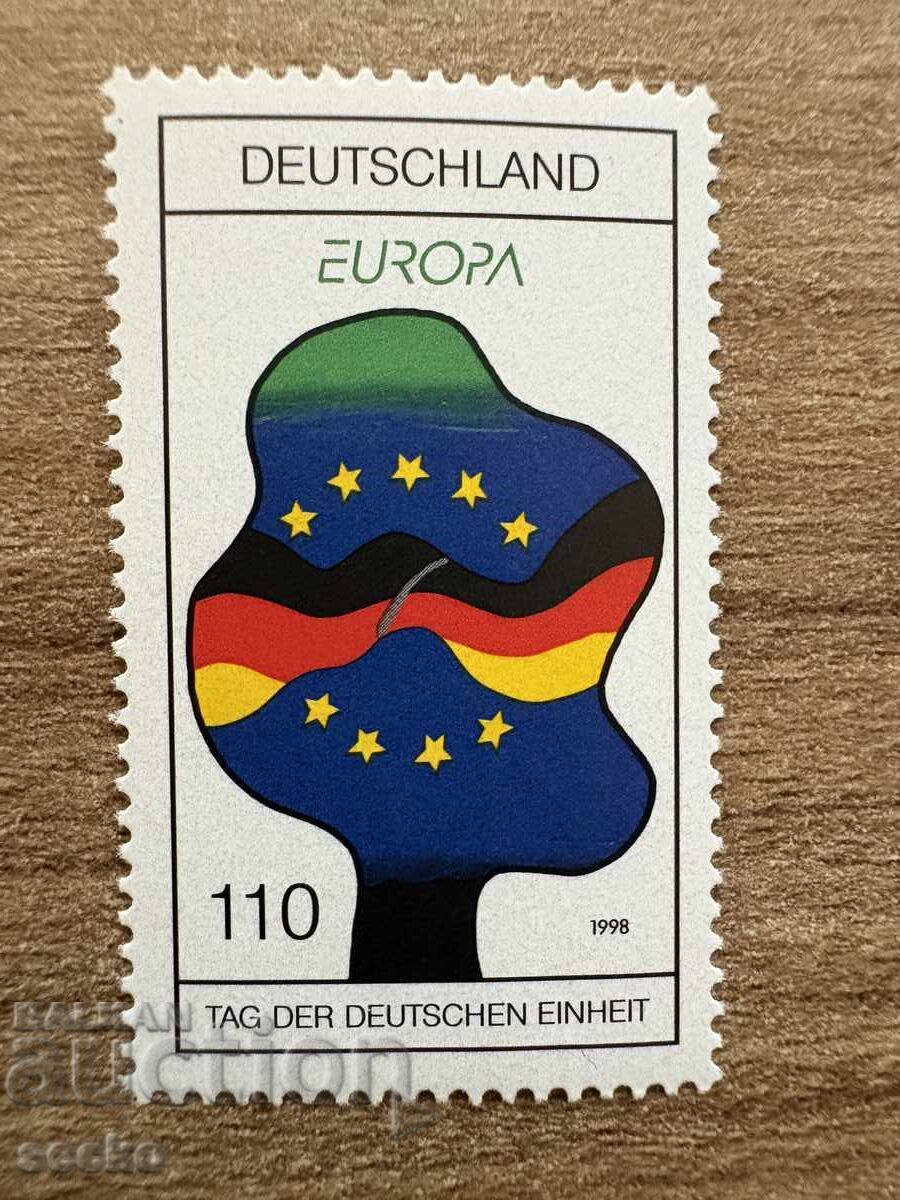 DEUTSCHLAND
EUROPA
110
1998
TAG DER DEUTSCHEN EINHEIT
BALKAN
auction
secko